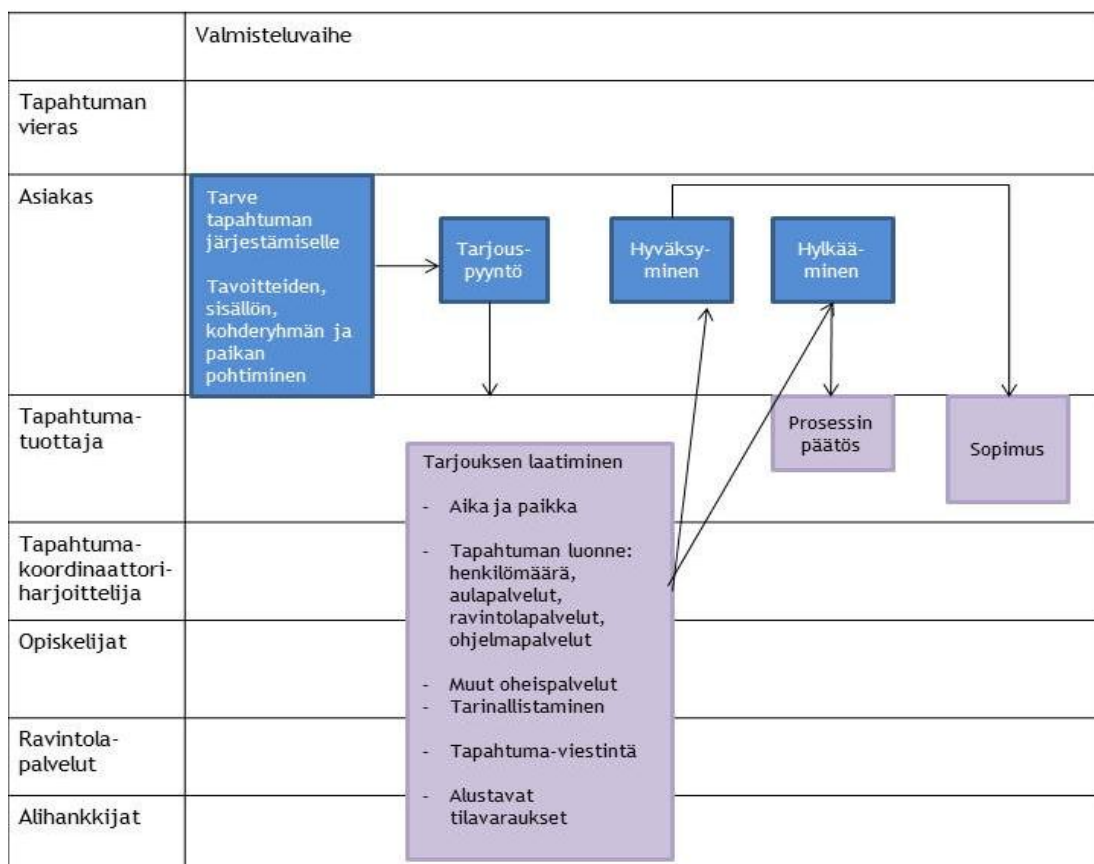 Valmisteluvaihe
Tapahtuman
vieras
Asiakas
Tarve
tapahtuman
järjestämiselle
Tavoitteiden,
sisällön,
kohderyhmän ja
paikan
pohtiminen
Tarjous-
pyyntö
Hyväksy-
minen
Hylkää-
minen
Tapahtuma-
tuottaja
Prosessin
päätös
Sopimus
Tarjouksen laatiminen
- Aika ja paikka
- Tapahtuman luonne:
henkilömäärä,
aulapalvelut,
ravintolapalvelut,
ohjelmapalvelut
- Muut oheispalvelut
- Tarinallistaminen
- Tapahtuma-viestintä
- Alustavat
tilavaraukset
Tapahtuma-
koordinaattori-
harjoittelija
Opiskelijat
Ravintola-
palvelut
Alihankkijat